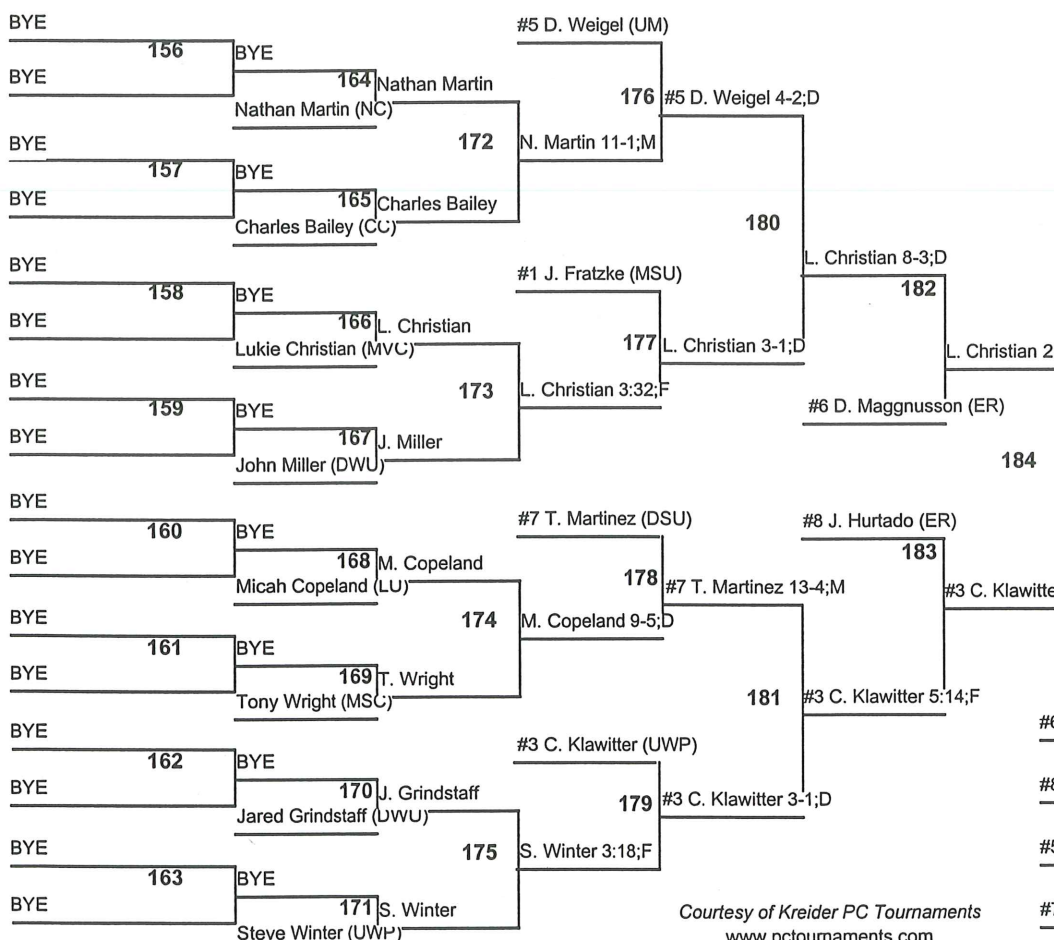 BYE
156
BYE
BYE
164
Nathan Martin
Nathan Martin (NC)
172
BYE
157
BYE
BYE
165
Charles Bailey
Charles Bailey (CC)
#5 D. Weigel (UM)
176
#5 D. Weigel 4-2;D
N. Martin 11-1;M
180
BYE
158
BYE
BYE
166
L. Christian
Lukie Christian (MVC)
173
BYE
159
BYE
BYE
167
J. Miller
John Miller (DWU)
#1 J. Fratzke (MSU)
177
L. Christian 3-1;D
L. Christian 3:32;F
L. Christian 8-3;D
182
L. Christian 2
#6 D. Maggnusson (ER)
184
BYE
160
BYE
BYE
168
M. Copeland
Micah Copeland (LU)
174
BYE
161
BYE
BYE
169
T. Wright
Tony Wright (MSC)
#7 T. Martinez (DSU)
178
#7 T. Martinez 13-4;M
M. Copeland 9-5;D
181
#8 J. Hurtado (ER)
183
#3 C. Klawitte
#3 C. Klawitter 5:14;F
BYE
162
BYE
BYE
170
J. Grindstaff
Jared Grindstaff (DWU)
175
BYE
163
BYE
BYE
171
S. Winter
Steve Winter (UWP)
#3 C. Klawitter (UWP)
179
#3 C. Klawitter 3-1;D
S. Winter 3:18;F
#6
#8
#5
#7
Courtesy of Kreider PC Tournaments
www.pctournaments.com